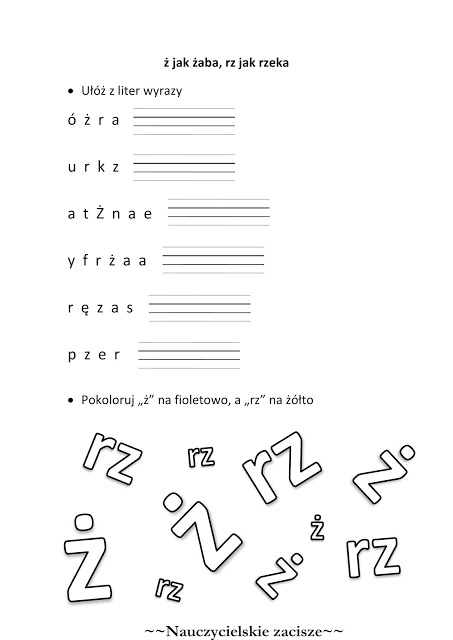 ż jak żaba, rz jak rzeka
• Ułóż z liter wyrazy
ó ż r a
u r k z
a t Ż n a e
y f r ż a a
r ę z a s
p z e r
• Pokoloruj „ż” na fioletowo, a „rz” na żółto
rz rz rz ż
ż ż ż rz
rz ż
~~Nauczycielskie zacisze~~